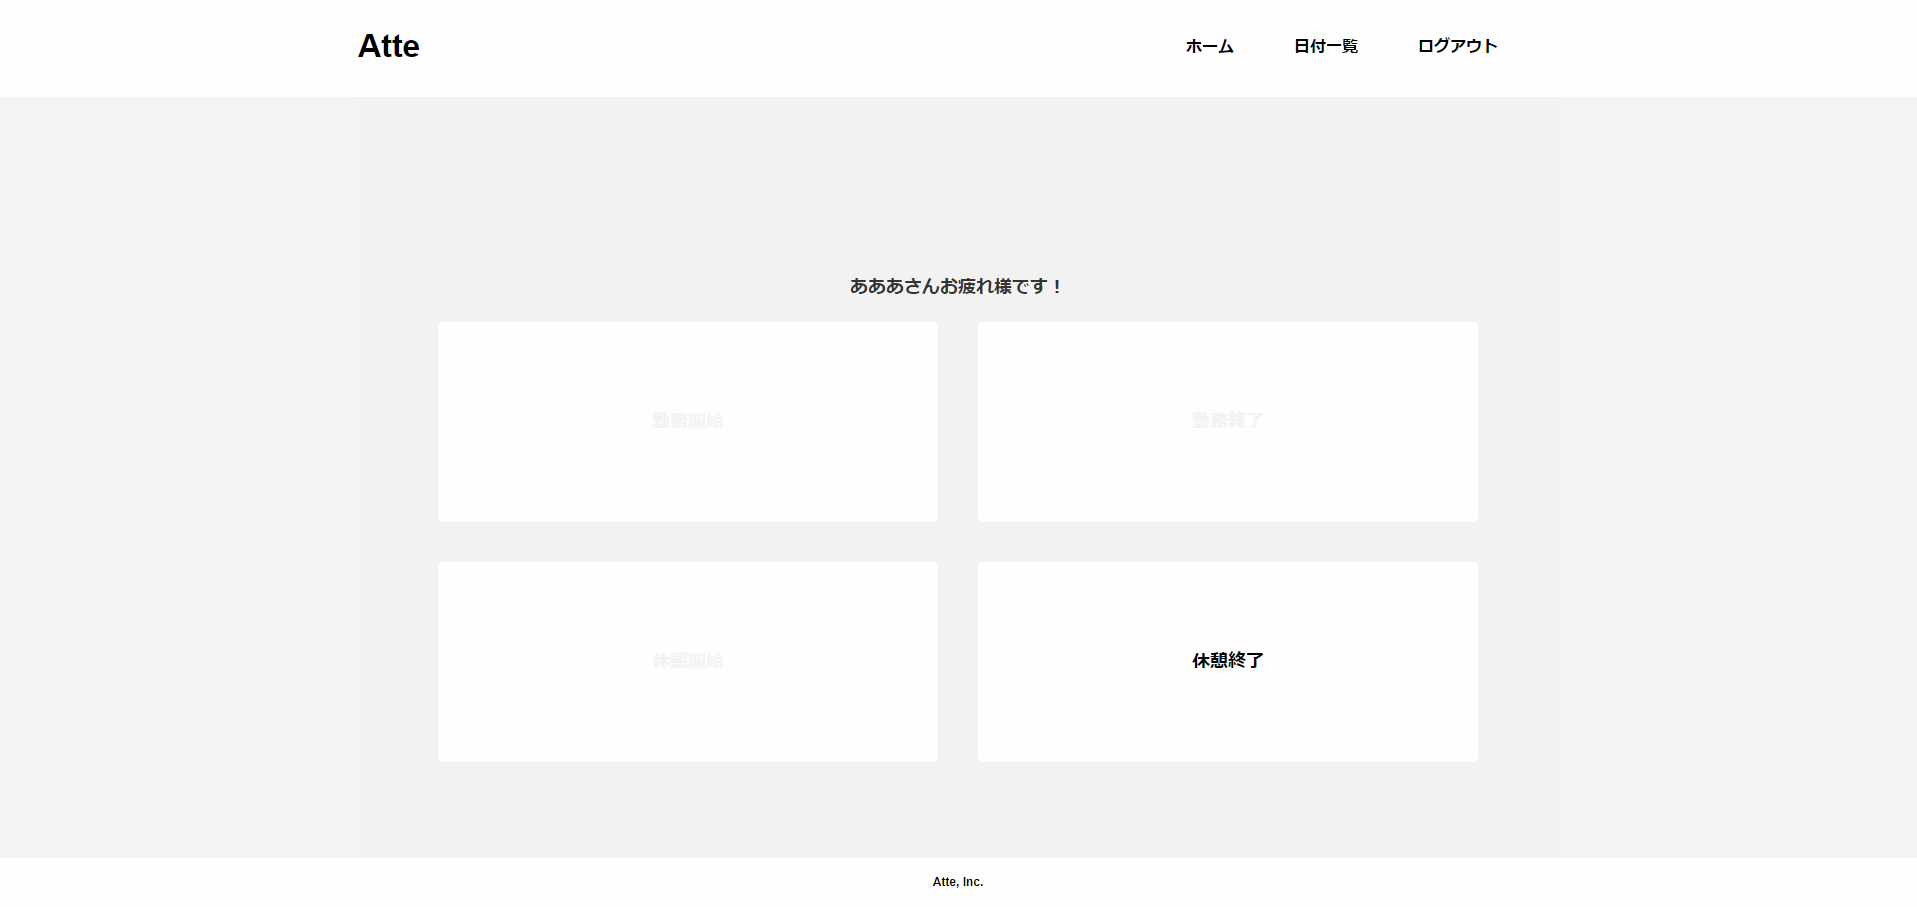 Atte
ホーム 日付一覧 ログアウト
あああさんお疲れ様です！
勤務開始 勤務終了
休憩開始 休憩終了
Atte, Inc.